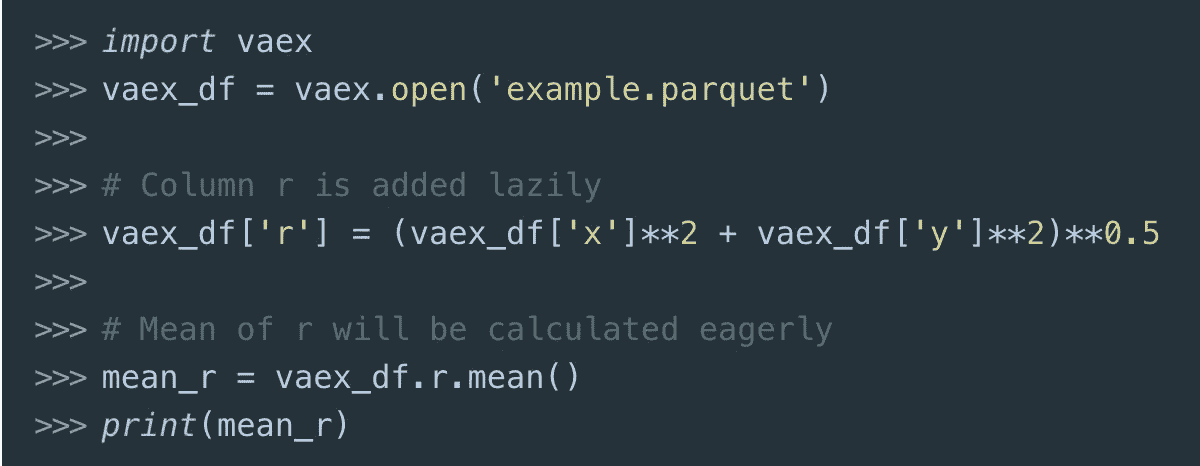 >>> import vaex
>>> vaex_df = vaex.open('example.parquet')
>>>
>>> # Column r is added lazily
>>> vaex_df['r'] = (vaex_df['x']**2 + vaex_df['y']**2)**0.5
>>>
>>> # Mean of r will be calculated eagerly
>>> mean_r = vaex_df.r.mean()
>>> print(mean_r)